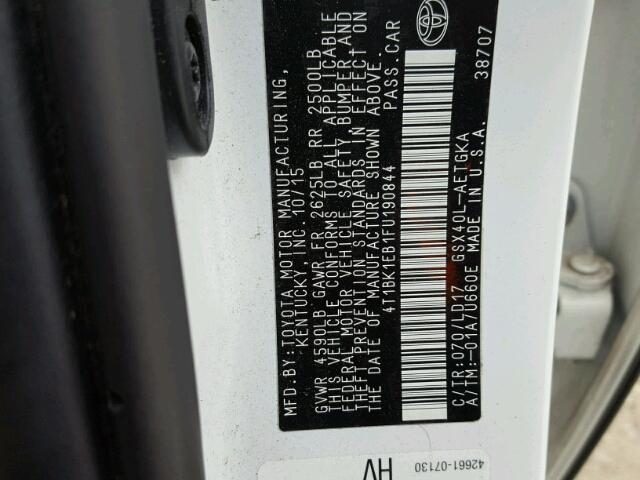 MFD.BY:TOYOTA MOTOR MANUFACTURING,
KENTUCKY, INC. 10/15
GVWR 4590LB GAWR FR 2625LB RR 2500LB
THIS VEHICLE CONFORMS TO ALL APPLICABLE
FEDERAL MOTOR VEHICLE SAFETY, BUMPER, AND
THEFT PREVENTION STANDARDS IN EFFECT ON
THE DATE OF MANUFACTURE SHOWN ABOVE.
4T1BK1EB1FU190844 PASS.CAR
C/TR:070/LD17 GSX40L-AETGKA 38707
A/TM:-01A/U660E MADE IN U.S.A.
42661-07130
HV